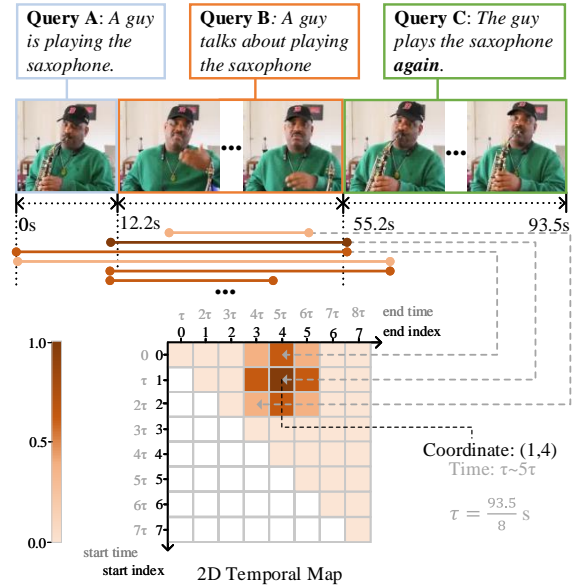 Query A: A guy is playing the saxophone.
Query B: A guy talks about playing the saxophone
Query C: The guy plays the saxophone again.
•••
•••
0s 12.2s 55.2s 93.5s
•••
τ 2τ 3τ 4τ 5τ 6τ 7τ 8τ end time
0 1 2 3 4 5 6 7 end index
1.0
0.5
0.0
0 0
τ 1
2τ 2
3τ 3
4τ 4
5τ 5
6τ 6
7τ 7
start time
start index
Coordinate: (1,4)
Time: τ~5τ
τ = 93.5/8 s
2D Temporal Map